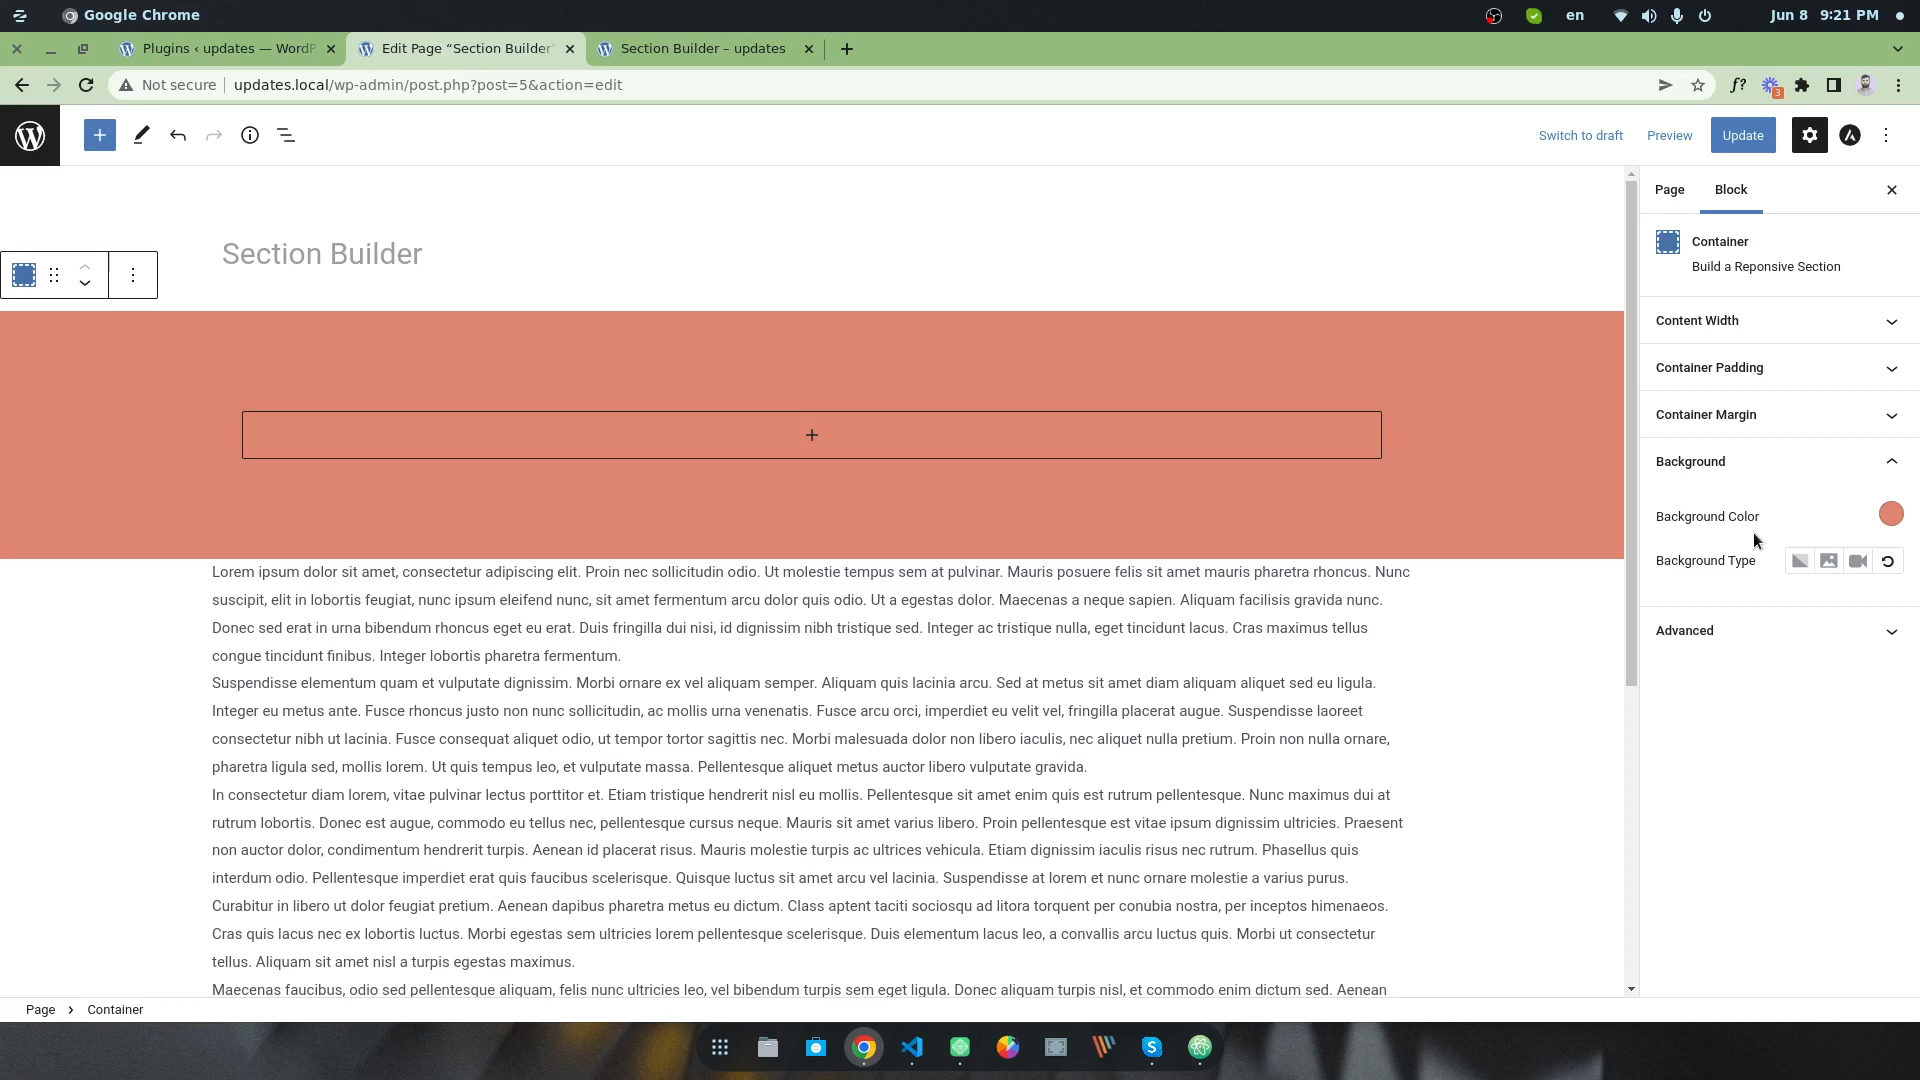 Google Chrome
en
Jun 8 9:21 PM
Plugins ‹ updates — WordP
Edit Page “Section Builder”
Section Builder – updates
Not secure
updates.local/wp-admin/post.php?post=5&action=edit
f?
3
Switch to draft
Preview
Update
Page
Block
Container
Build a Reponsive Section
Section Builder
Content Width
Container Padding
Container Margin
Background
Background Color
Background Type
Advanced
Lorem ipsum dolor sit amet, consectetur adipiscing elit. Proin nec sollicitudin odio. Ut molestie tempus sem at pulvinar. Mauris posuere felis sit amet mauris pharetra rhoncus. Nunc
suscipit, elit in lobortis feugiat, nunc ipsum eleifend nunc, sit amet fermentum arcu dolor quis odio. Ut a egestas dolor. Maecenas a neque sapien. Aliquam facilisis gravida nunc.
Donec sed erat in urna bibendum rhoncus eget eu erat. Duis fringilla dui nisi, id dignissim nibh tristique sed. Integer ac tristique nulla, eget tincidunt lacus. Cras maximus tellus
congue tincidunt finibus. Integer lobortis pharetra fermentum.
Suspendisse elementum quam et vulputate dignissim. Morbi ornare ex vel aliquam semper. Aliquam quis lacinia arcu. Sed at metus sit amet diam aliquam aliquet sed eu ligula.
Integer eu metus ante. Fusce rhoncus justo non nunc sollicitudin, ac mollis urna venenatis. Fusce arcu orci, imperdiet eu velit vel, fringilla placerat augue. Suspendisse laoreet
consectetur nibh ut lacinia. Fusce consequat aliquet odio, ut tempor tortor sagittis nec. Morbi malesuada dolor non libero iaculis, nec aliquet nulla pretium. Proin non nulla ornare,
pharetra ligula sed, mollis lorem. Ut quis tempus leo, et vulputate massa. Pellentesque aliquet metus auctor libero vulputate gravida.
In consectetur diam lorem, vitae pulvinar lectus porttitor et. Etiam tristique hendrerit nisl eu mollis. Pellentesque sit amet enim quis est rutrum pellentesque. Nunc maximus dui at
rutrum lobortis. Donec est augue, commodo eu tellus nec, pellentesque cursus neque. Mauris sit amet varius libero. Proin pellentesque est vitae ipsum dignissim ultricies. Praesent
non auctor dolor, condimentum hendrerit turpis. Aenean id placerat risus. Mauris molestie turpis ac ultrices vehicula. Etiam dignissim iaculis risus nec rutrum. Phasellus quis
interdum odio. Pellentesque imperdiet erat quis faucibus scelerisque. Quisque luctus sit amet arcu vel lacinia. Suspendisse at lorem et nunc ornare molestie a varius purus.
Curabitur in libero ut dolor feugiat pretium. Aenean dapibus pharetra metus eu dictum. Class aptent taciti sociosqu ad litora torquent per conubia nostra, per inceptos himenaeos.
Cras quis lacus nec ex lobortis luctus. Morbi egestas sem ultricies lorem pellentesque scelerisque. Duis elementum lacus leo, a convallis arcu luctus quis. Morbi ut consectetur
tellus. Aliquam sit amet nisl a turpis egestas maximus.
Maecenas faucibus, odio sed pellentesque aliquam, felis nunc ultricies leo, vel bibendum turpis sem eget ligula. Donec aliquam turpis nisl, et commodo enim dictum sed. Aenean
Page
Container